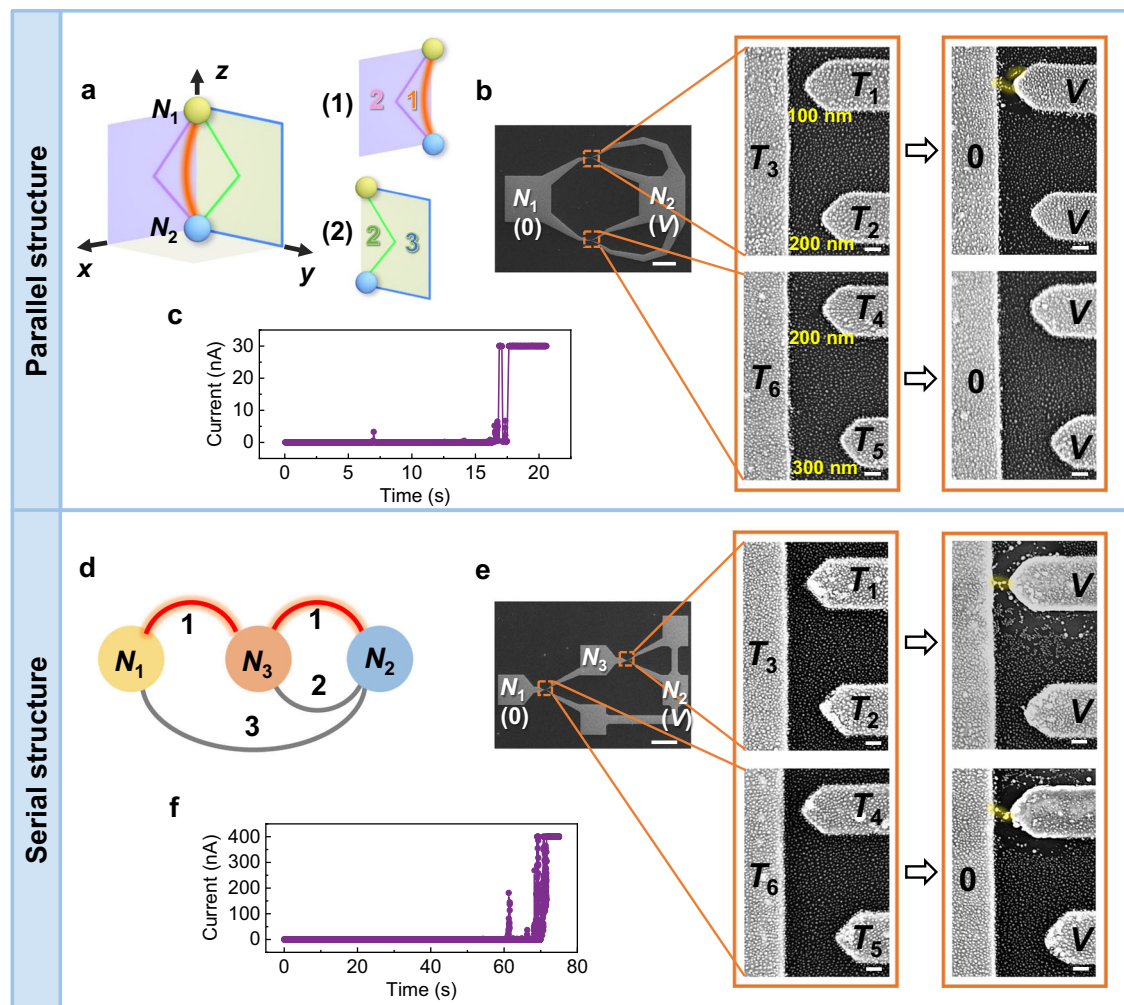 Parallel structure
a
z
N1
N2
x
y
(1)
2
1
(2)
2
3
b
N1
(0)
N2
(V)
T1
100 nm
T3
T2
200 nm
T4
200 nm
T6
T5
300 nm
V
0
V
V
0
V
c
Current (nA)
30
20
10
0
0
5
10
15
20
Time (s)
Serial structure
d
1
1
N1
N3
N2
2
3
e
N3
N1
(0)
N2
(V)
T1
T3
T2
T4
T6
T5
V
V
0
V
f
Current (nA)
400
300
200
100
0
0
20
40
60
80
Time (s)